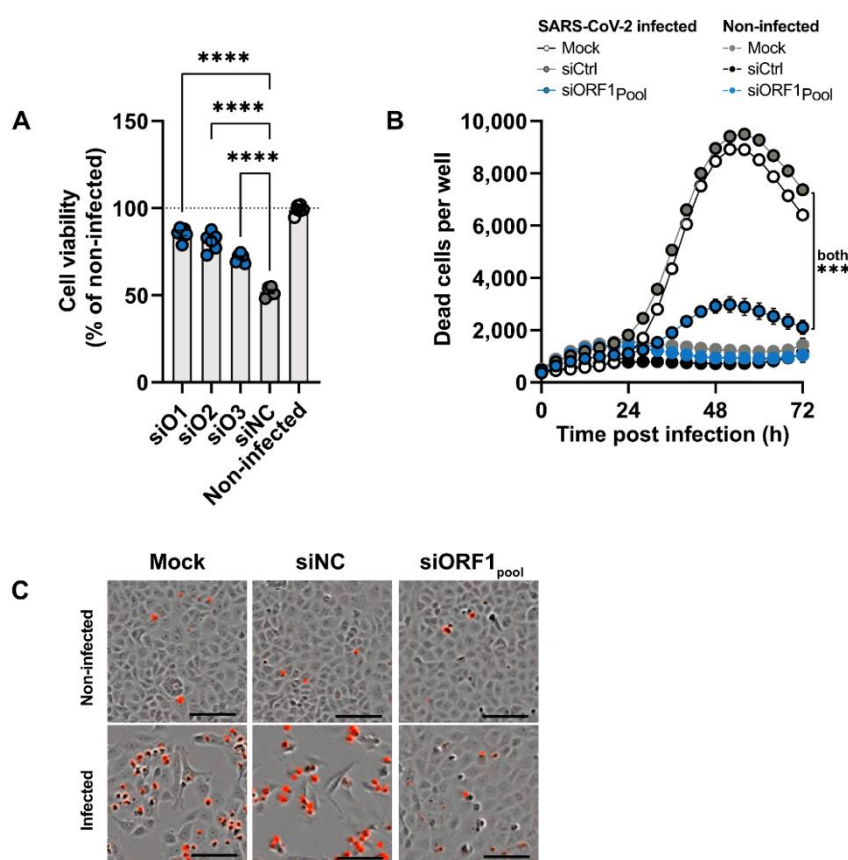 A
****
****
****
Cell viability
(% of non-infected)
150
100
50
0
siO1
siO2
siO3
siNC
Non-infected
B
SARS-CoV-2 infected
Mock
siCtrl
siORF1Pool
Non-infected
Mock
siCtrl
siORF1Pool
Dead cells per well
10,000
8,000
6,000
4,000
2,000
0
0
24
48
72
Time post infection (h)
both
***
C
Mock
siNC
siORF1pool
Non-infected
Infected